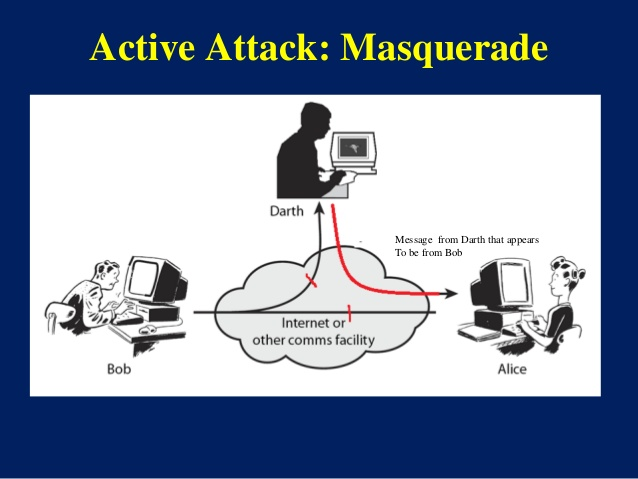 Active Attack: Masquerade
Darth
Message from Darth that appears
To be from Bob
Internet or
other comms facility
Bob
Alice